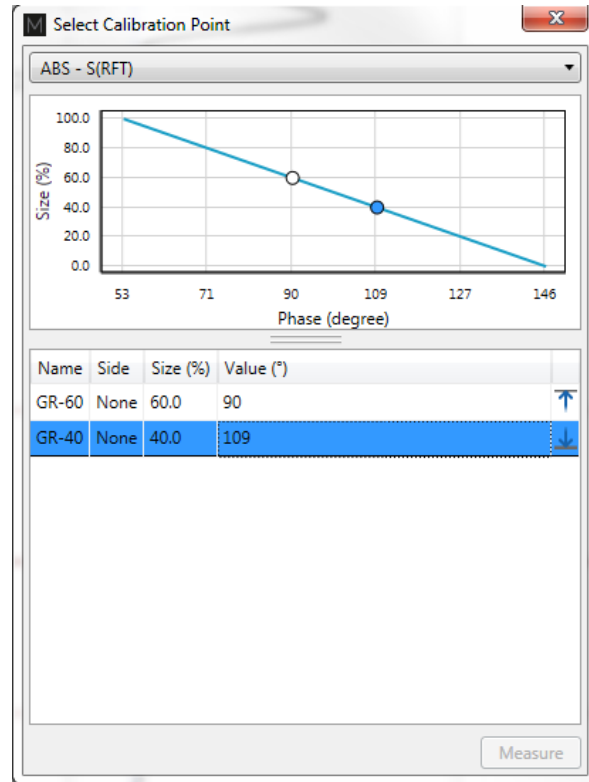 M Select Calibration Point
x
ABS - S(RFT)
100.0
80.0
60.0
40.0
20.0
0.0
Size (%)
53 71 90 109 127 146
Phase (degree)
Name Side Size (%) Value (°)
GR-60 None 60.0 90
GR-40 None 40.0 109
Measure